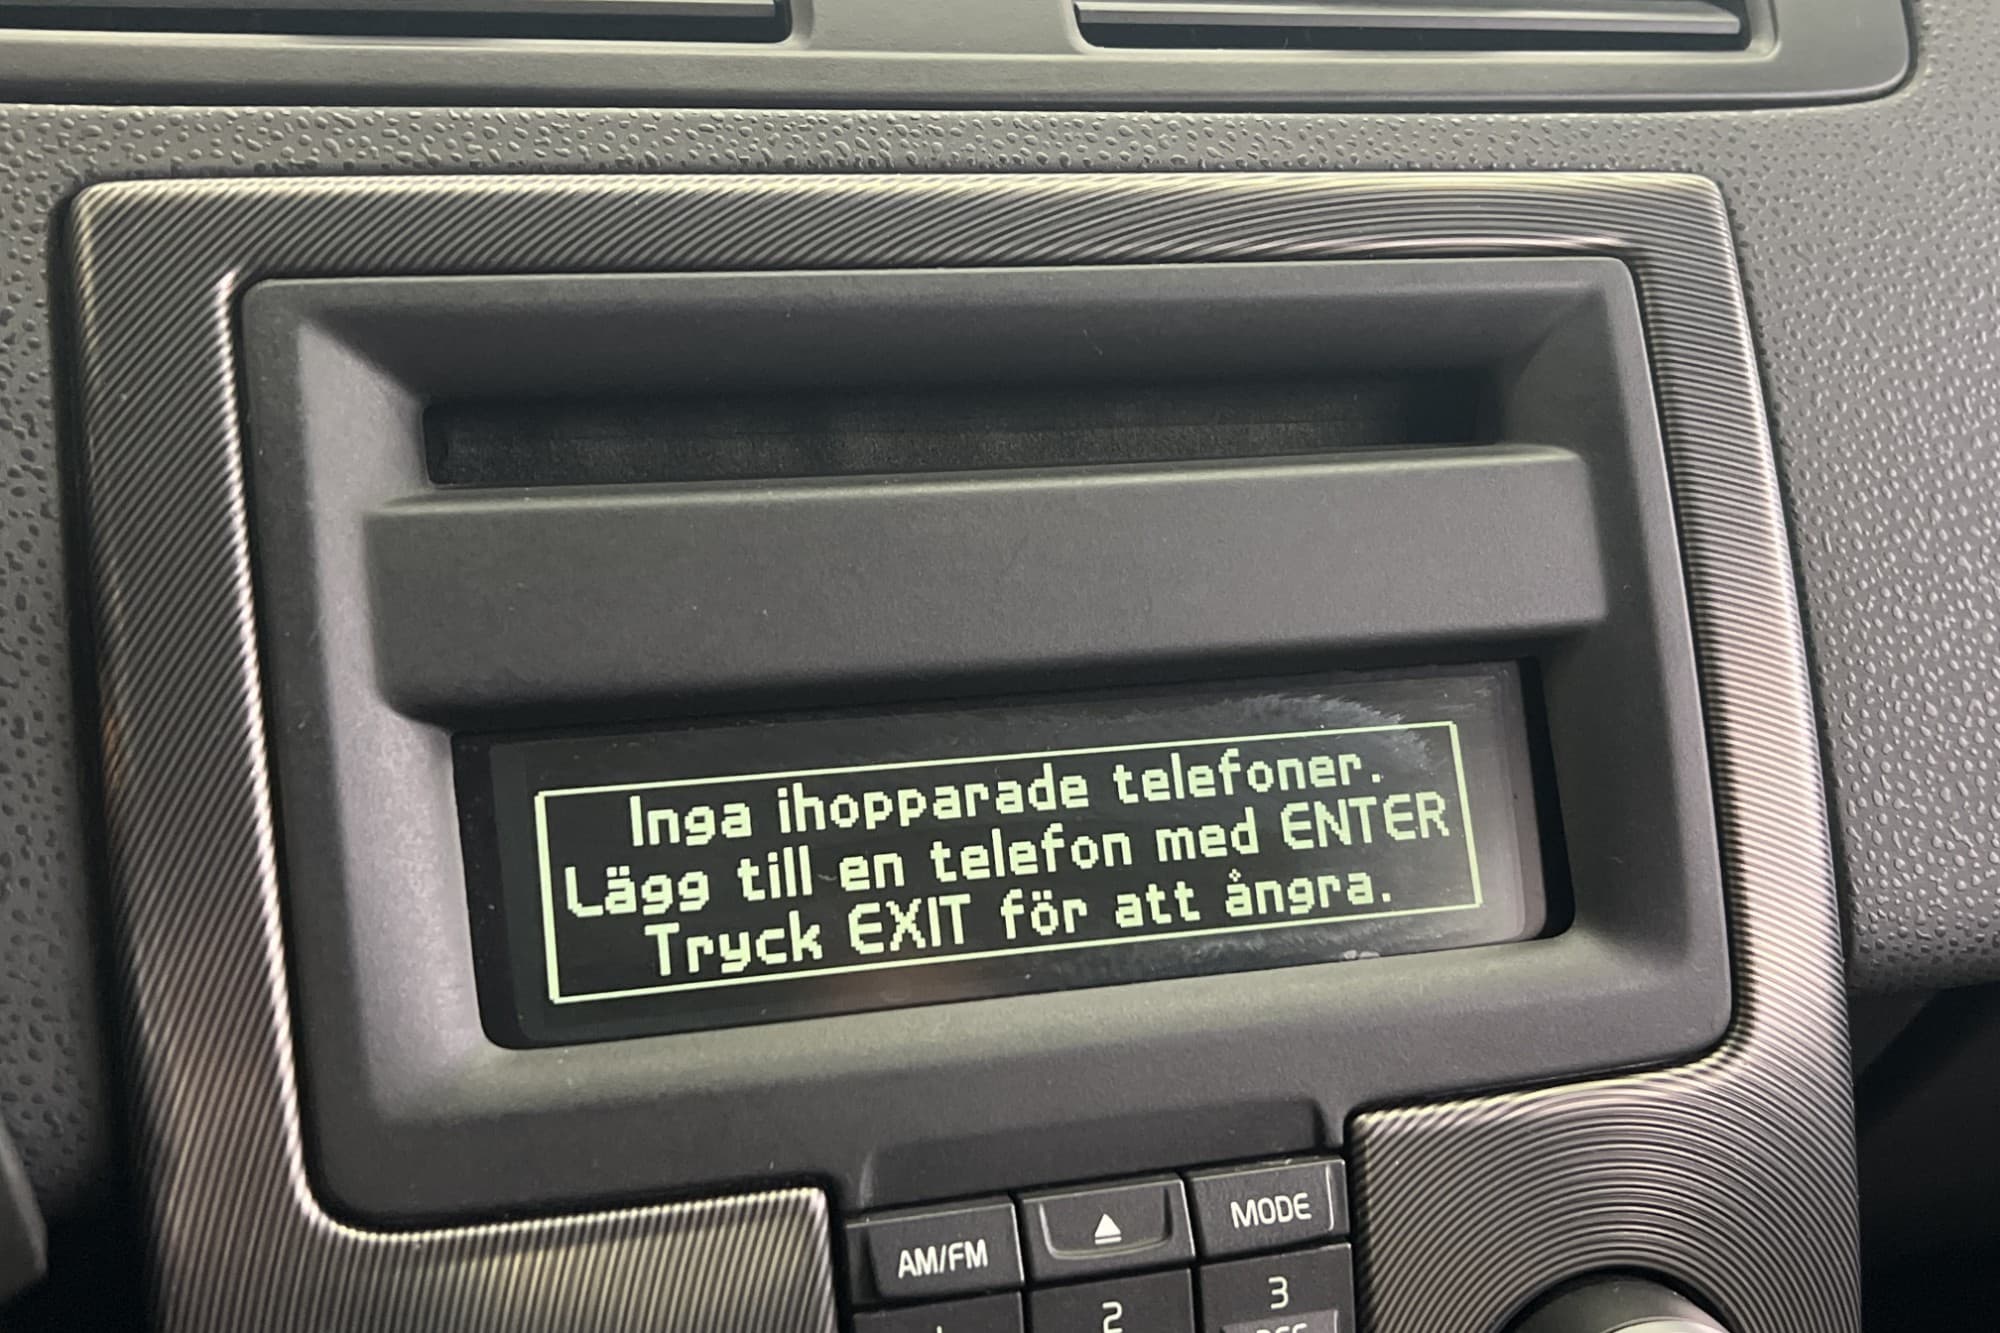 Inga ihopparade telefoner.
Lägg till en telefon med ENTER
Tryck EXIT för att ångra.
AM/FM
MODE
2
3